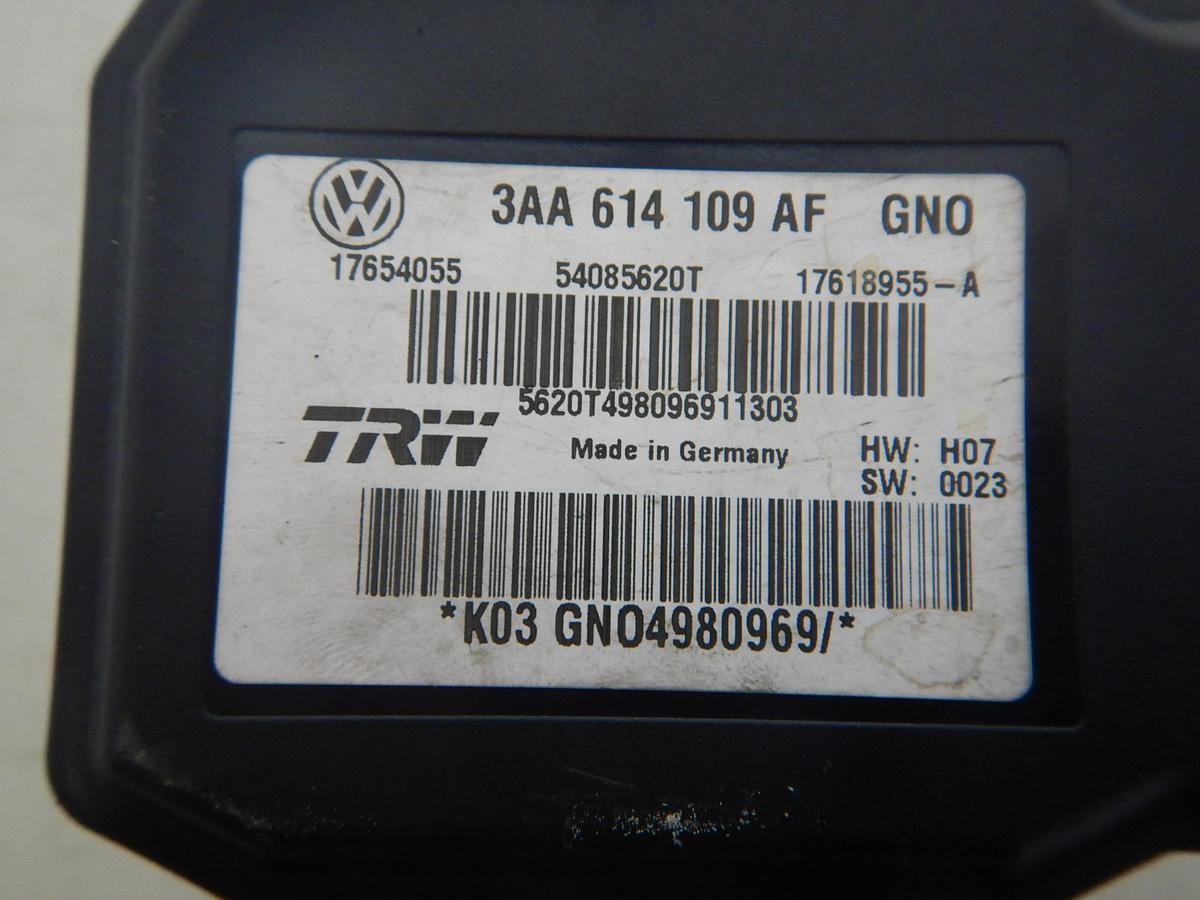 3AA 614 109 AF GNO
17654055 54085620T 17618955-A
5620T498096911303
TRW Made in Germany HW: H07
SW: 0023
*K03 GNO4980969/*